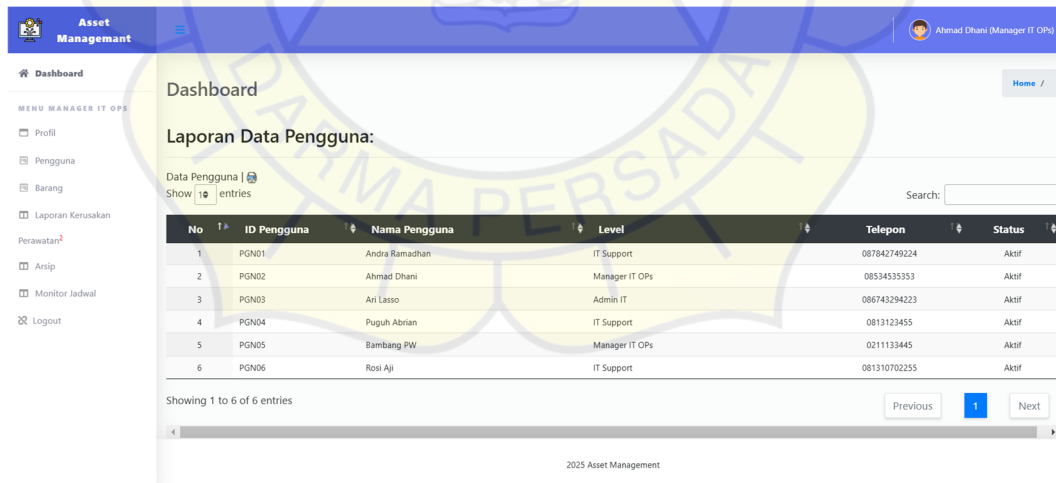 Asset
Managemant
Ahmad Dhani (Manager IT OPs)
Dashboard
MENU MANAGER IT OPS
Profil
Pengguna
Barang
Laporan Kerusakan
Perawatan2
Arsip
Monitor Jadwal
Logout
Dashboard
Home /
Laporan Data Pengguna:
Data Pengguna |
Show 10 entries
Search:
No ID Pengguna Nama Pengguna Level Telepon Status
1 PGN01 Andra Ramadhan IT Support 087842749224 Aktif
2 PGN02 Ahmad Dhani Manager IT OPs 08534535353 Aktif
3 PGN03 Ari Lasso Admin IT 086743294223 Aktif
4 PGN04 Puguh Abrian IT Support 0813123455 Aktif
5 PGN05 Bambang PW Manager IT OPs 0211133445 Aktif
6 PGN06 Rosi Aji IT Support 081310702255 Aktif
Showing 1 to 6 of 6 entries
Previous 1 Next
2025 Asset Management
DARMA PERSADA